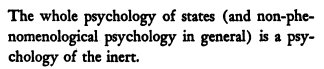 The whole psychology of states (and non-phe-
nomenological psychology in general) is a psy-
chology of the inert.